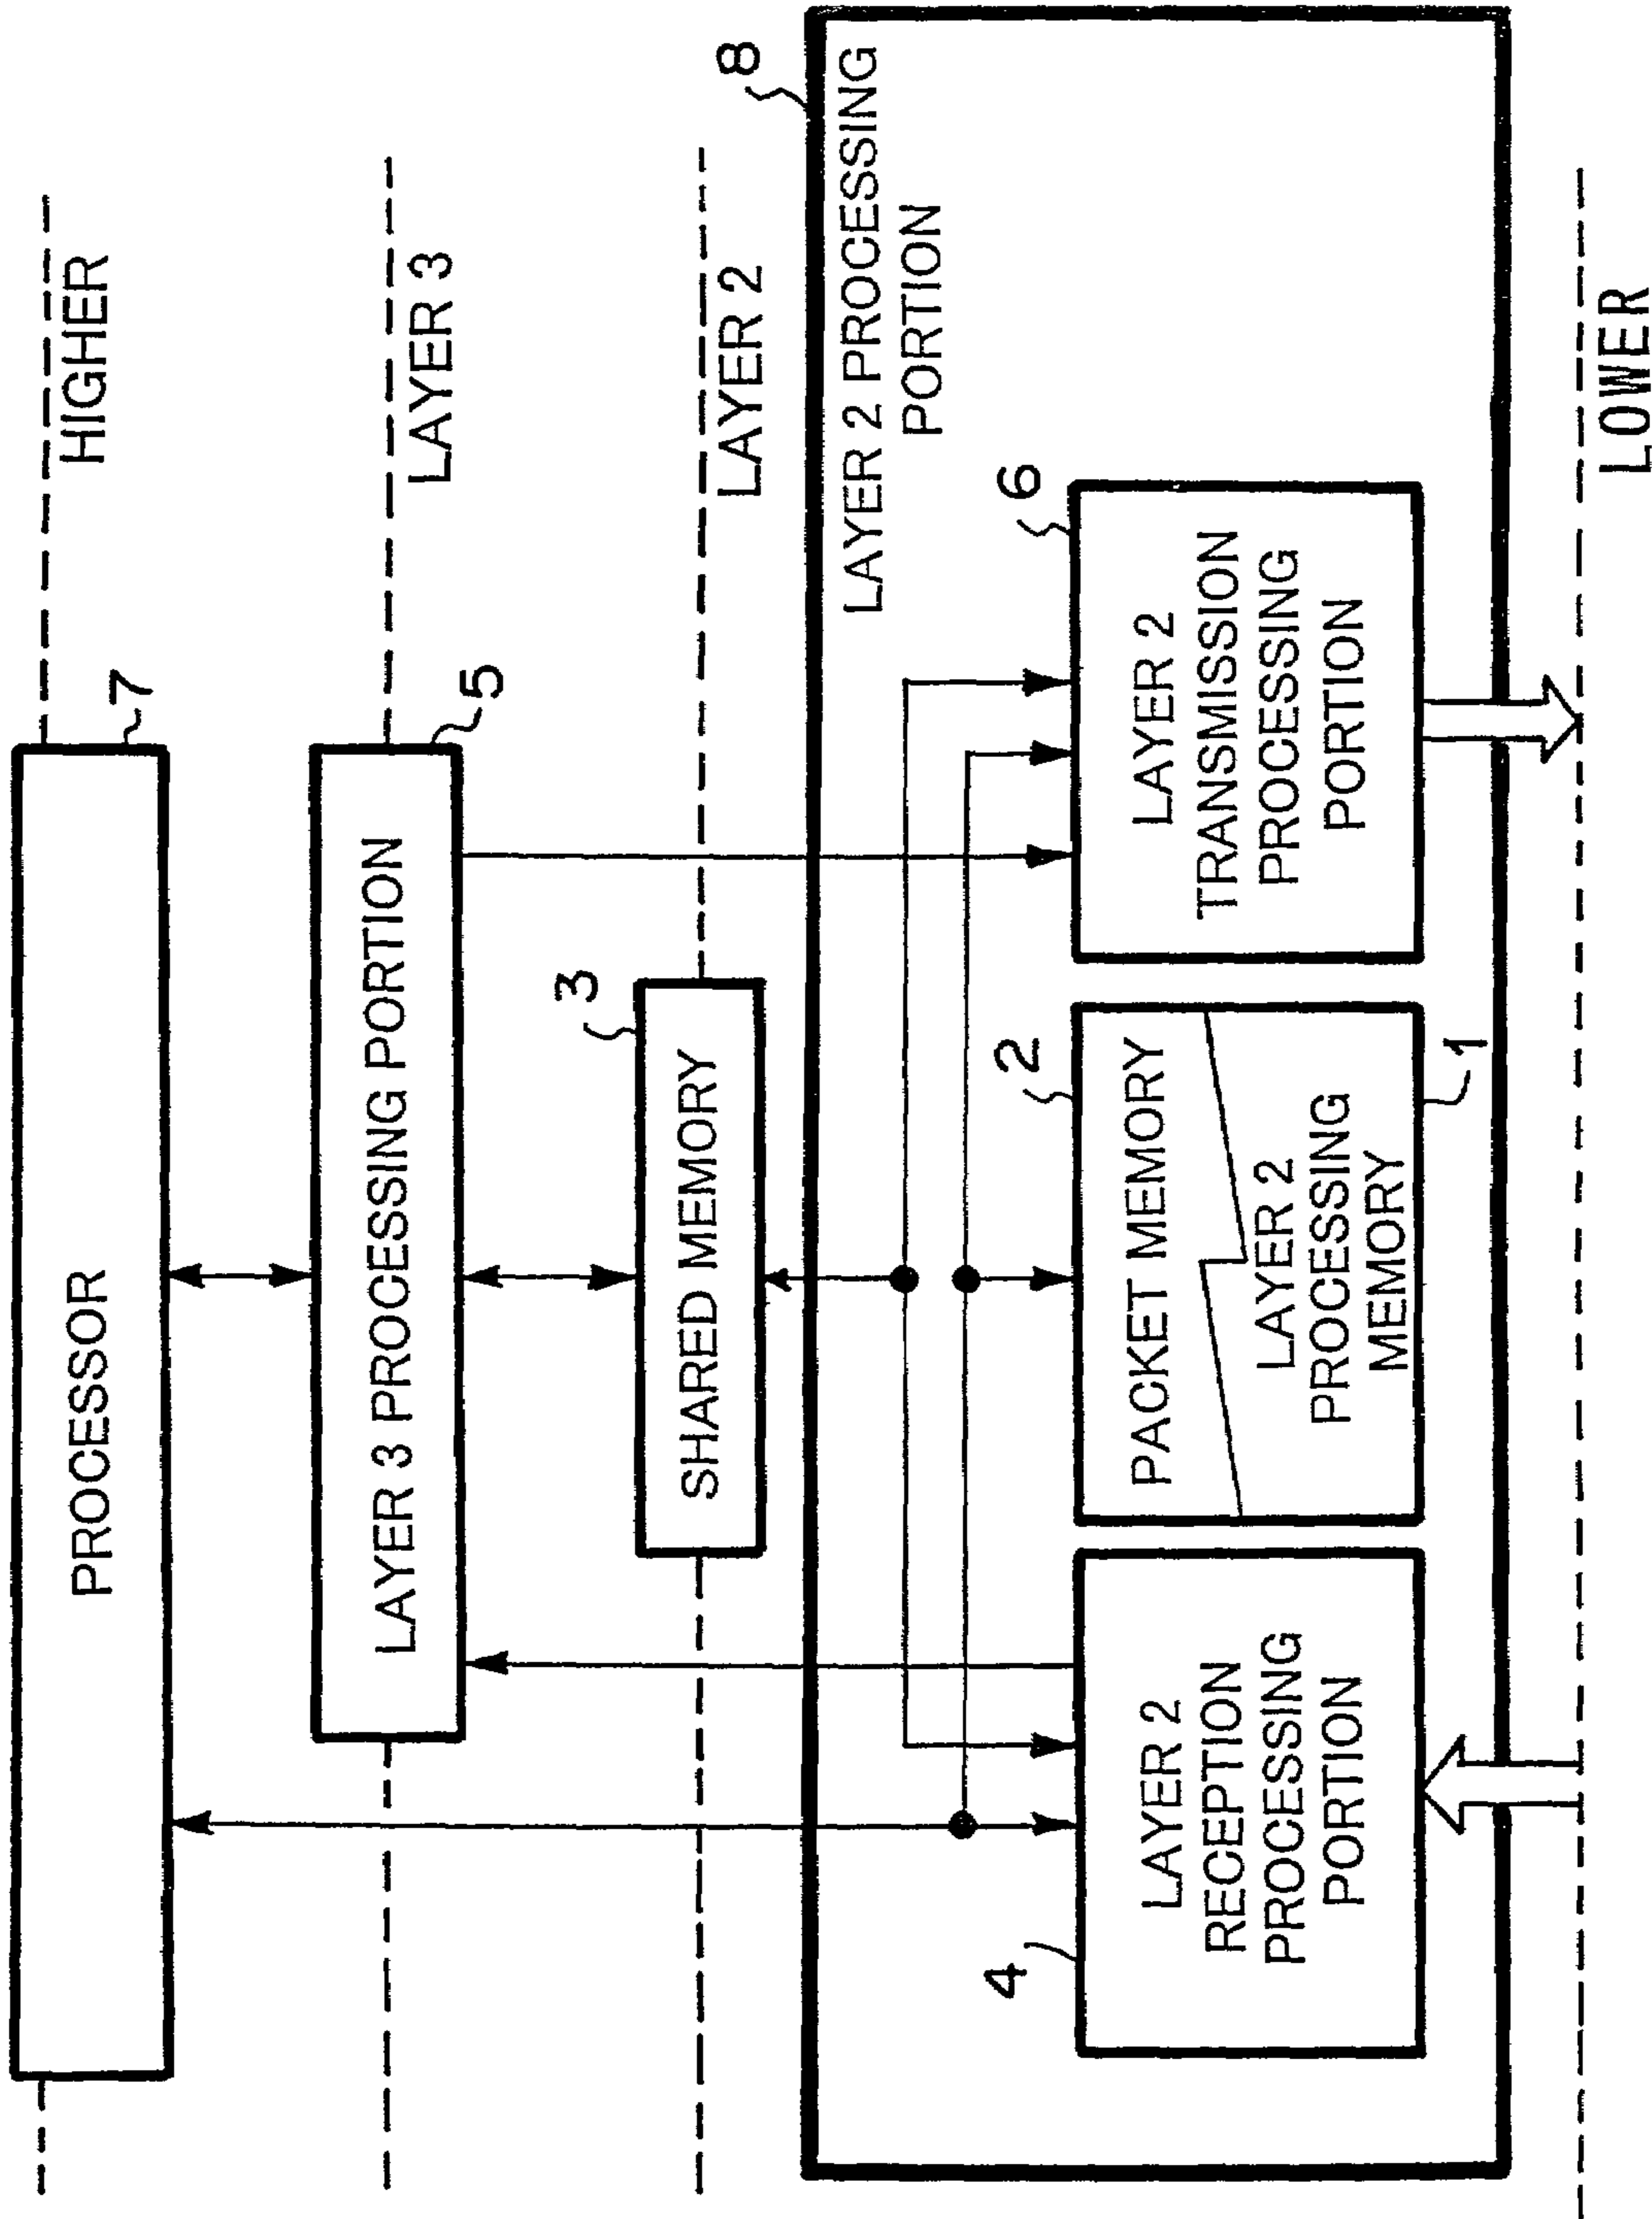 HIGHER
7
PROCESSOR
LAYER 3
5
LAYER 3 PROCESSING PORTION
LAYER 2
3
SHARED MEMORY
8
LAYER 2 PROCESSING
PORTION
4
LAYER 2
RECEPTION
PROCESSING
PORTION
2
PACKET MEMORY
LAYER 2
PROCESSING
MEMORY
1
6
LAYER 2
TRANSMISSION
PROCESSING
PORTION
LOWER